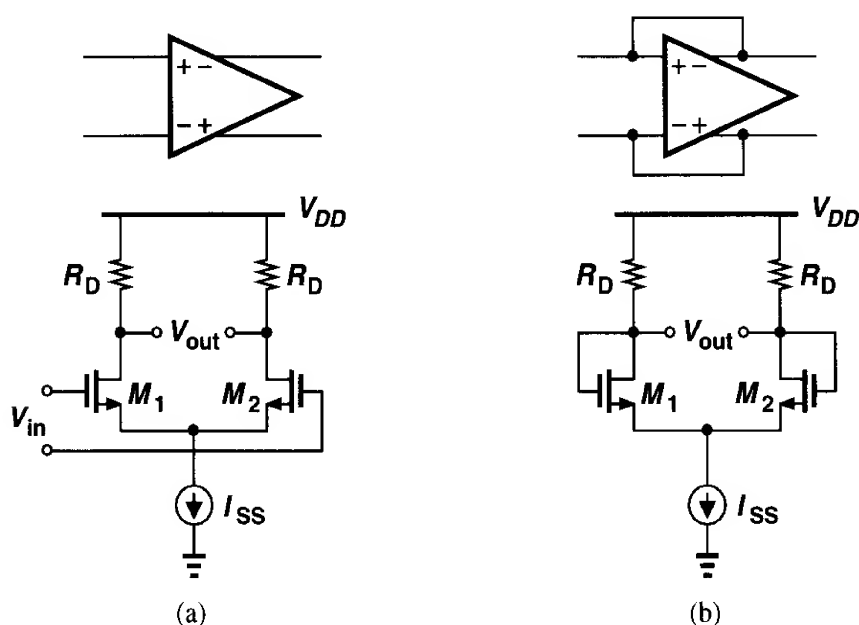 + −
− +
+ −
− +
V_DD
V_DD
R_D
R_D
R_D
R_D
V_out
V_out
M_1
M_2
M_1
M_2
V_in
I_SS
I_SS
(a)
(b)